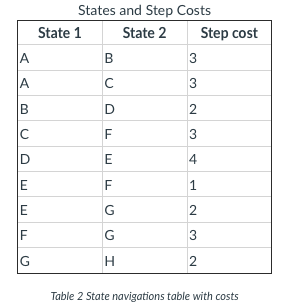 States and Step Costs
State 1 State 2 Step cost
A B 3
A C 3
B D 2
C F 3
D E 4
E F 1
E G 2
F G 3
G H 2
Table 2 State navigations table with costs